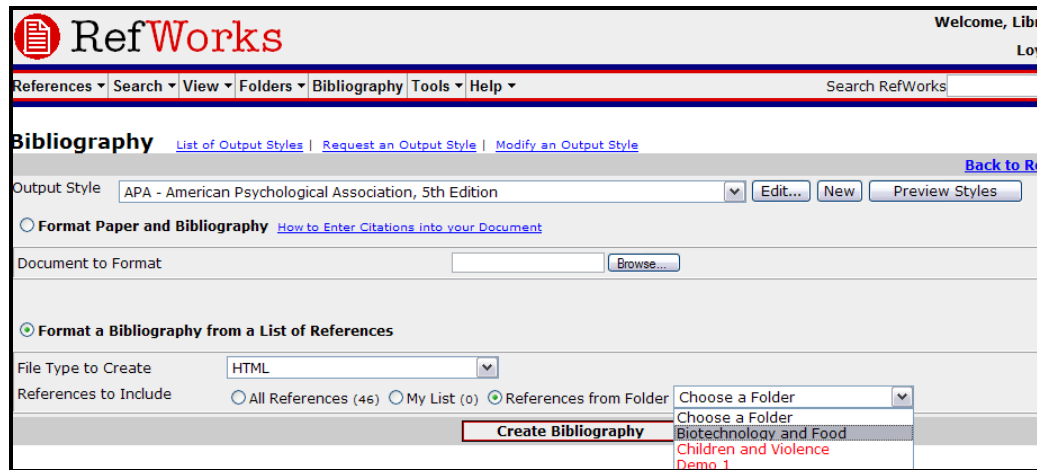 RefWorks
Welcome, Lib
Lo
References Search View Folders Bibliography Tools Help Search RefWorks
Bibliography List of Output Styles | Request an Output Style | Modify an Output Style
Back to R
Output Style APA - American Psychological Association, 5th Edition Edit... New Preview Styles
Format Paper and Bibliography How to Enter Citations into your Document
Document to Format Browse...
Format a Bibliography from a List of References
File Type to Create HTML
References to Include All References (46) My List (0) References from Folder Choose a Folder
Choose a Folder
Create Bibliography Biotechnology and Food
Children and Violence
Demo 1